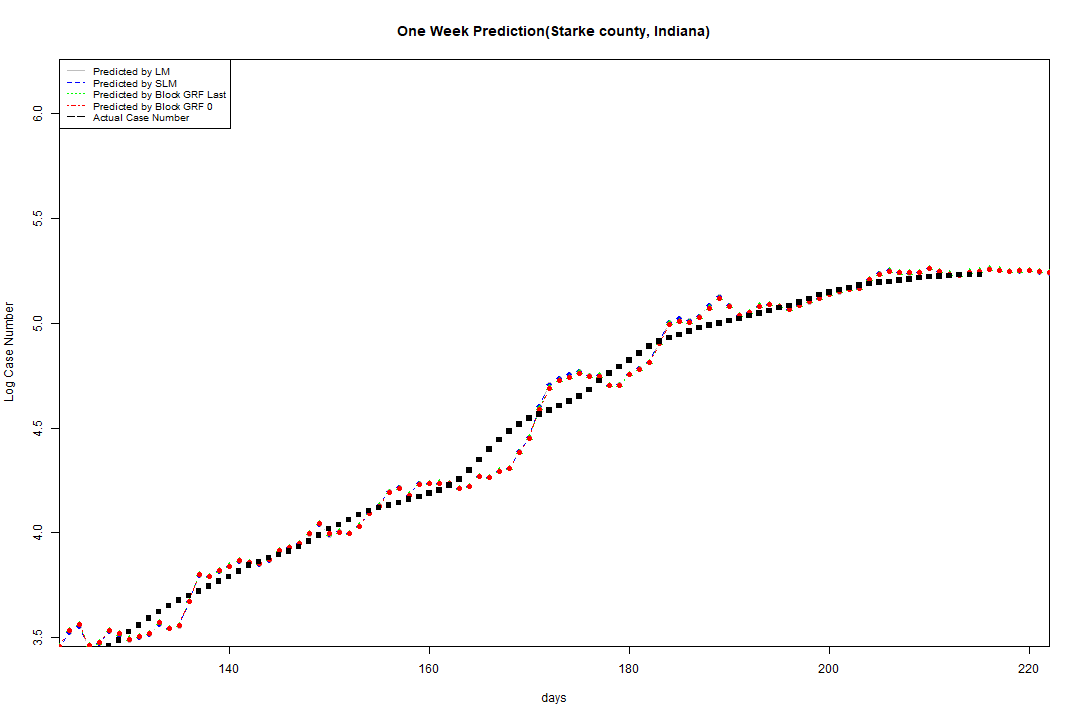 One Week Prediction(Starke county, Indiana)
Predicted by LM
Predicted by SLM
Predicted by Block GRF Last
Predicted by Block GRF 0
Actual Case Number
6.0
5.5
5.0
4.5
4.0
3.5
Log Case Number
140 160 180 200 220
days